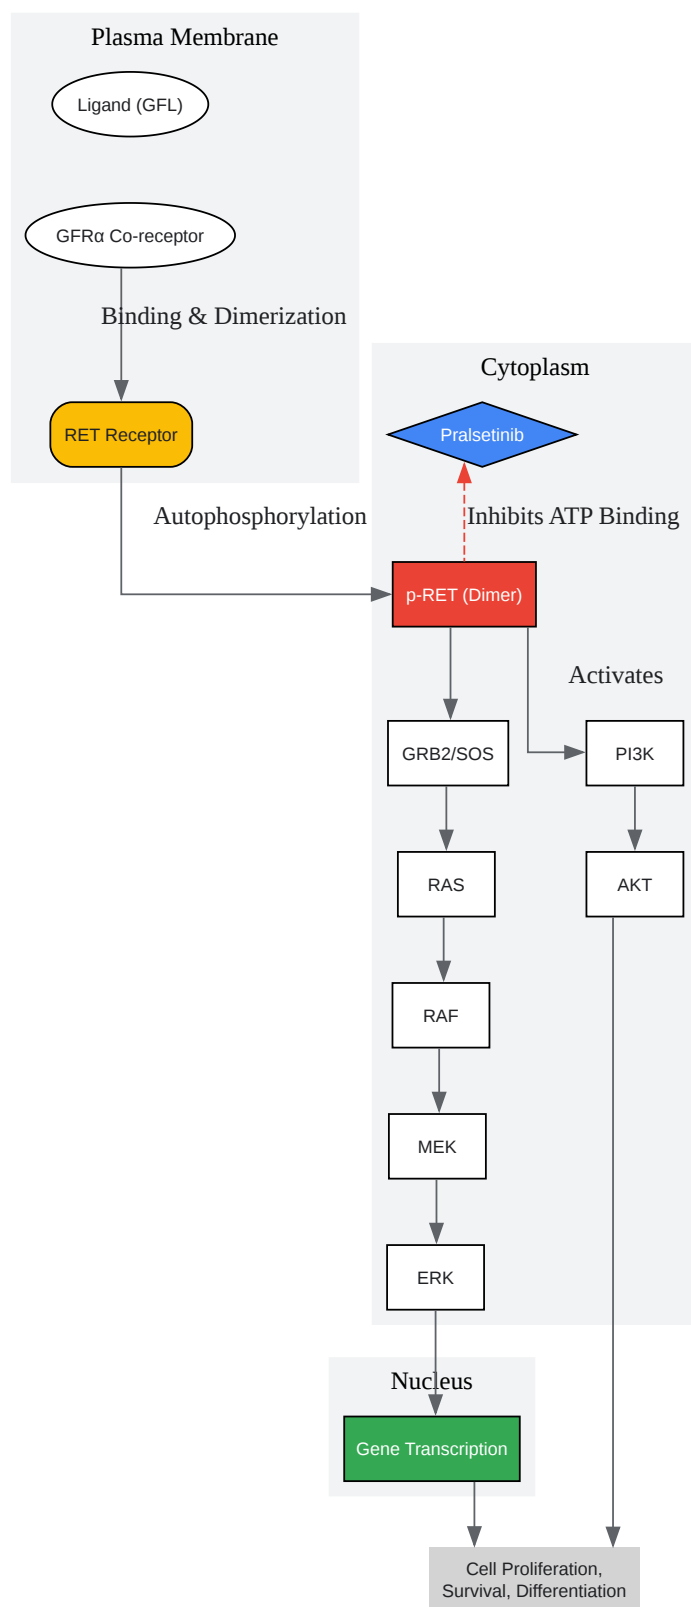 Plasma Membrane
Ligand (GFL)
GFRα Co-receptor
Binding & Dimerization
RET Receptor
Autophosphorylation
Cytoplasm
Pralsetinib
Inhibits ATP Binding
p-RET (Dimer)
Activates
GRB2/SOS
PI3K
RAS
AKT
RAF
MEK
ERK
Nucleus
Gene Transcription
Cell Proliferation,
Survival, Differentiation